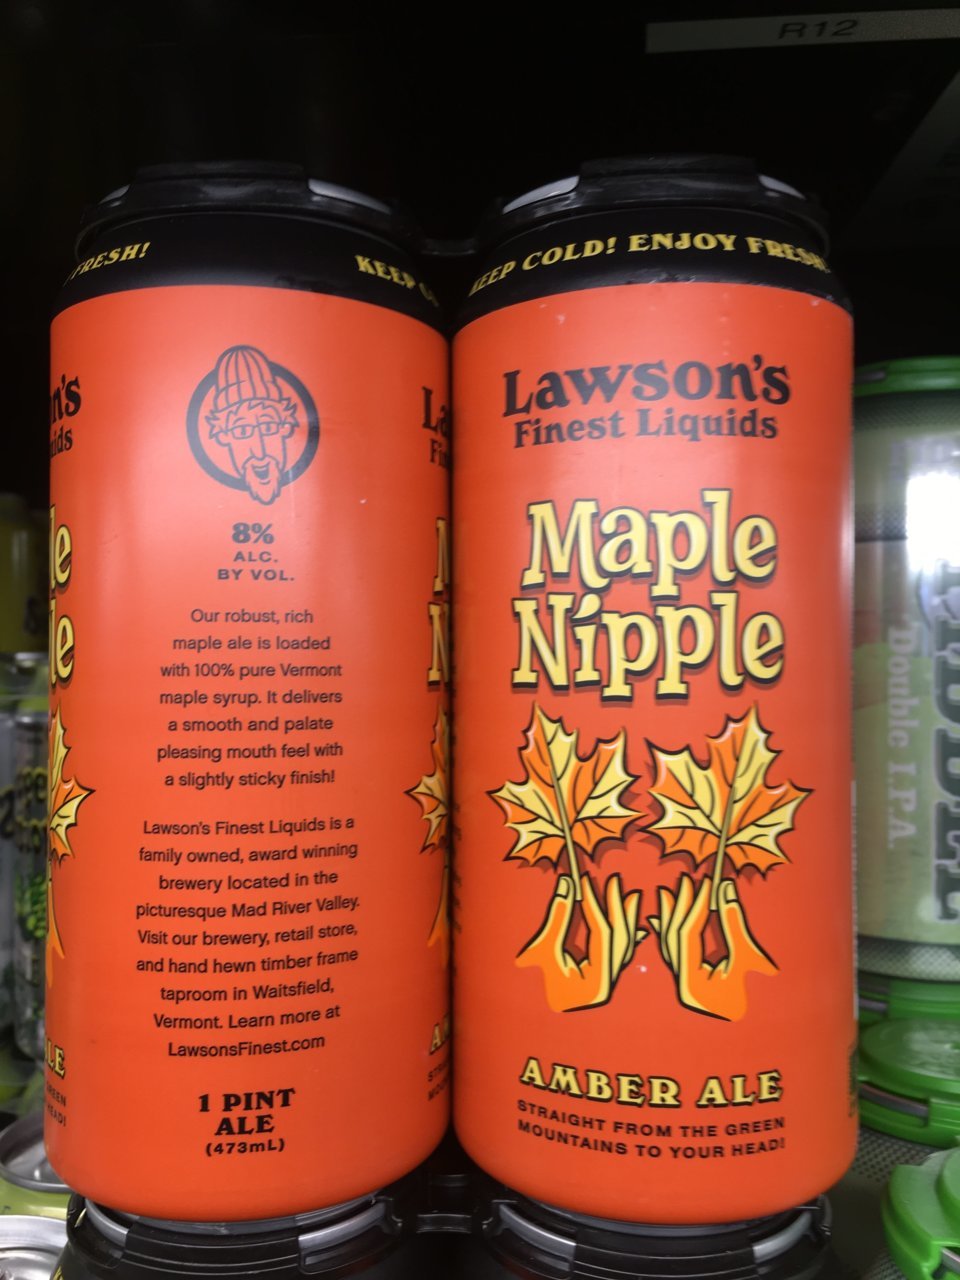 R12
FRESH!
KEEP CO
8%
ALC.
BY VOL.
Our robust, rich
maple ale is loaded
with 100% pure Vermont
maple syrup. It delivers
a smooth and palate
pleasing mouth feel with
a slightly sticky finish!
Lawson's Finest Liquids is a
family owned, award winning
brewery located in the
picturesque Mad River Valley.
Visit our brewery, retail store,
and hand hewn timber frame
taproom in Waitsfield,
Vermont. Learn more at
LawsonsFinest.com
1 PINT
ALE
(473mL)
KEEP COLD! ENJOY FRESH!
Lawson's
Finest Liquids
Maple
Nipple
AMBER ALE
STRAIGHT FROM THE GREEN
MOUNTAINS TO YOUR HEAD!
Double I.P.A.